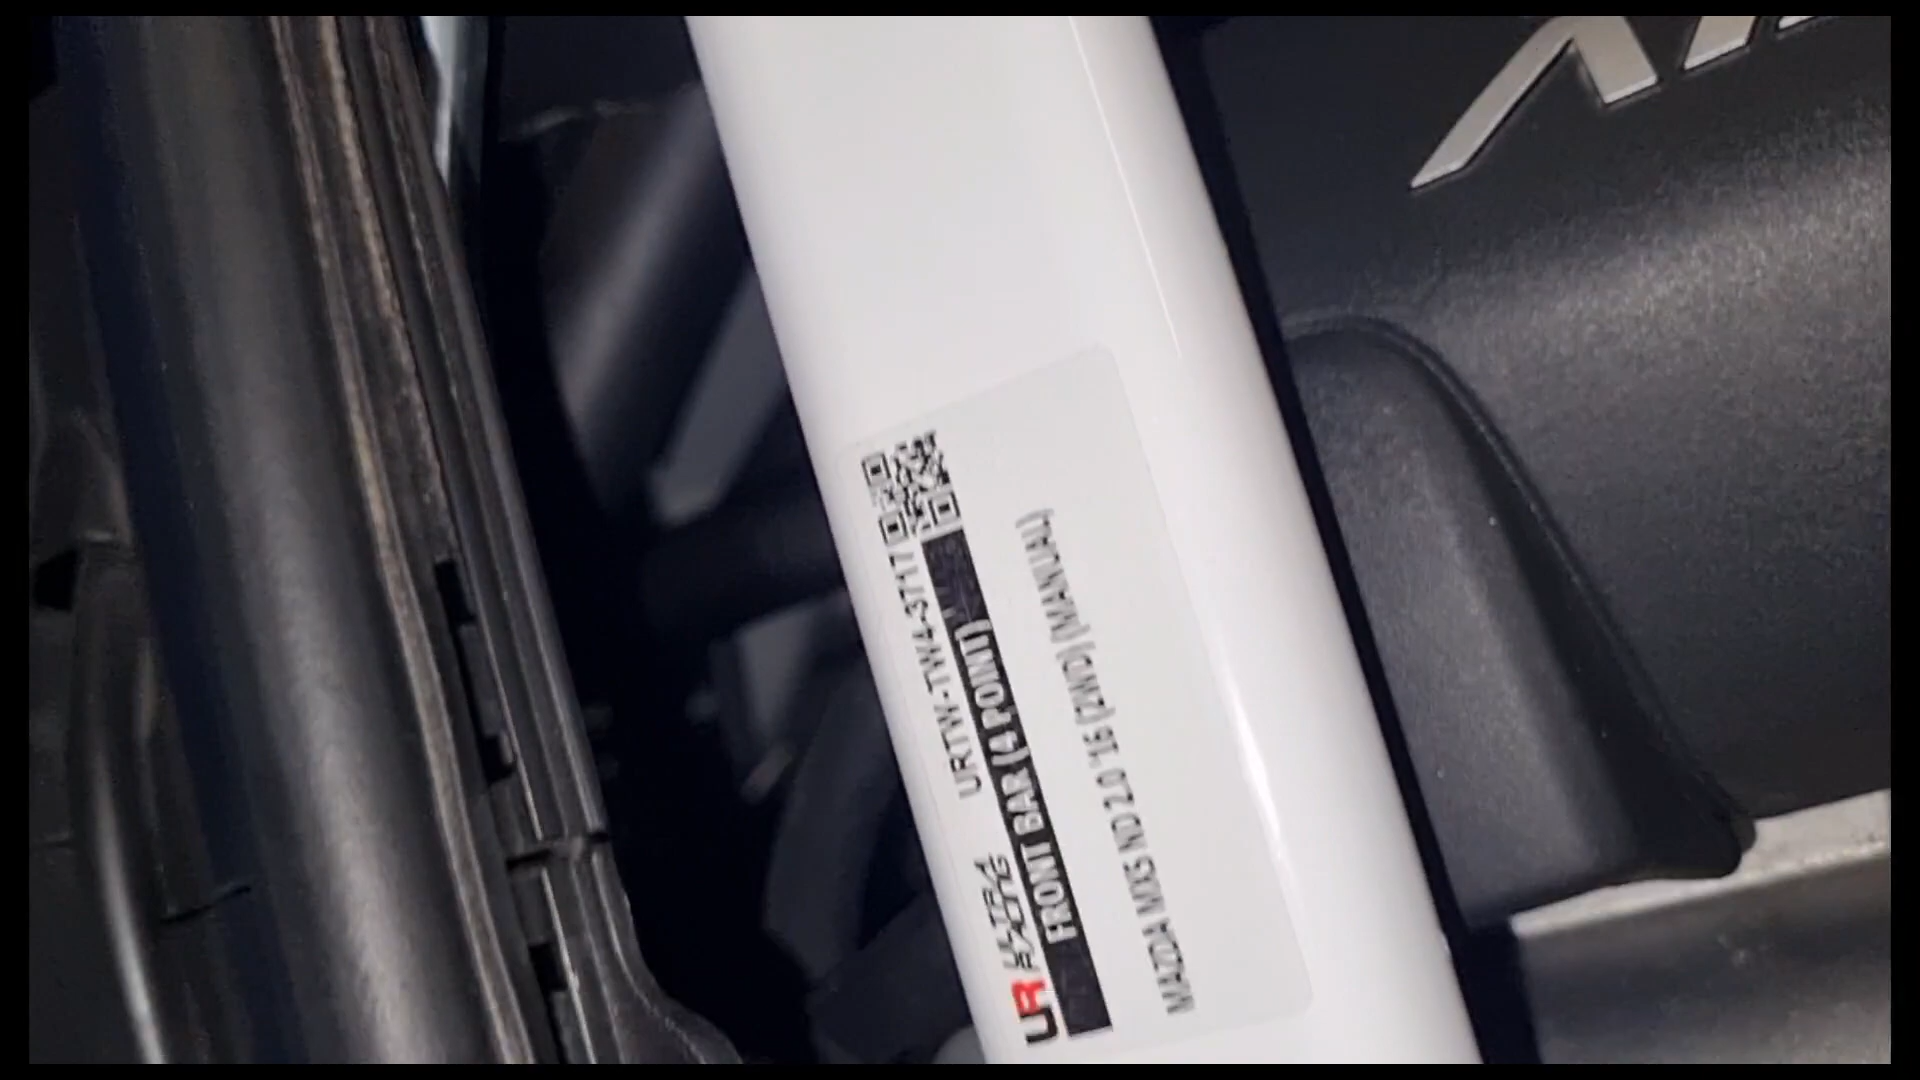 UR ULTRA RACING
URTW-TW4-3717
FRONT BAR (4 POINT)
MAZDA MX5 ND 2.0 '16 (2WD) (MANUAL)